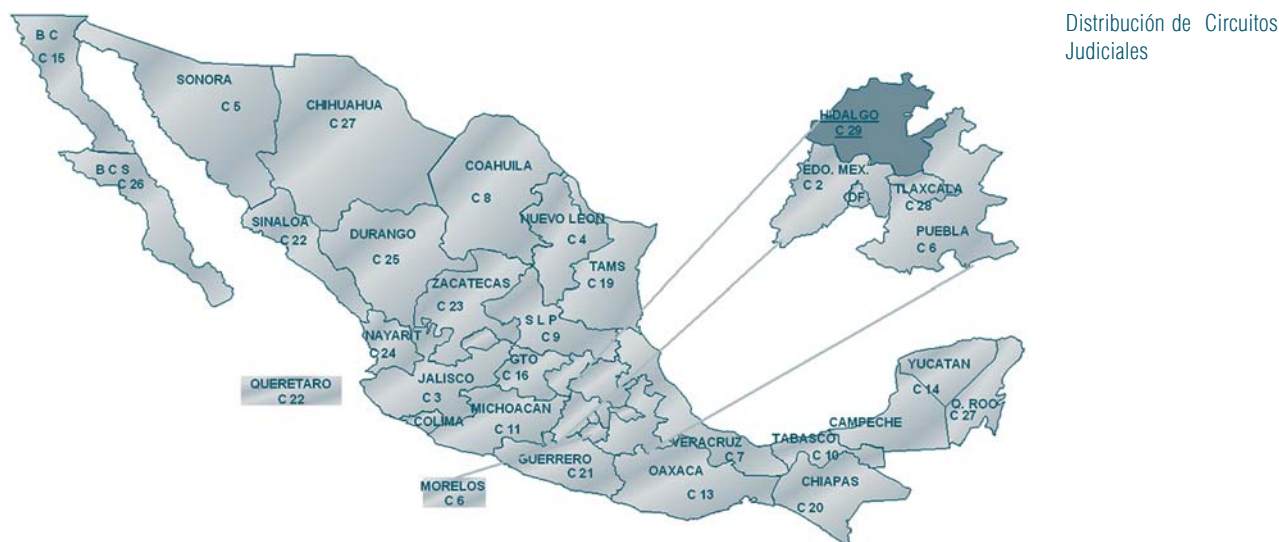 Distribución de Circuitos
Judiciales
B C
C 15
SONORA
C 5
CHIHUAHUA
C 27
B C S
C 26
COAHUILA
C 8
SINALOA
C 22
DURANGO
C 25
NUEVO LEON
C 4
TAMS
C 19
ZACATECAS
C 23
S L P
C 9
NAYARIT
C 24
QUERETARO
C 22
JALISCO
C 3
GTO
C 16
COLIMA
MICHOACAN
C 11
MORELOS
C 6
GUERRERO
C 21
OAXACA
C 13
VERACRUZ
C 7
TABASCO
C 10
CHIAPAS
C 20
CAMPECHE
YUCATAN
C 14
Q. ROO
C 27
HIDALGO
C 29
EDO. MEX.
C 2
DF
TLAXCALA
C 28
PUEBLA
C 6